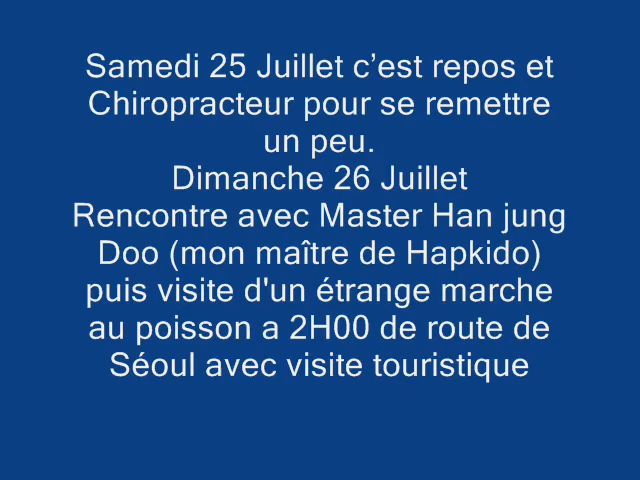 Samedi 25 Juillet c’est repos et
Chiropracteur pour se remettre
un peu.
Dimanche 26 Juillet
Rencontre avec Master Han jung
Doo (mon maître de Hapkido)
puis visite d'un étrange marche
au poisson a 2H00 de route de
Séoul avec visite touristique